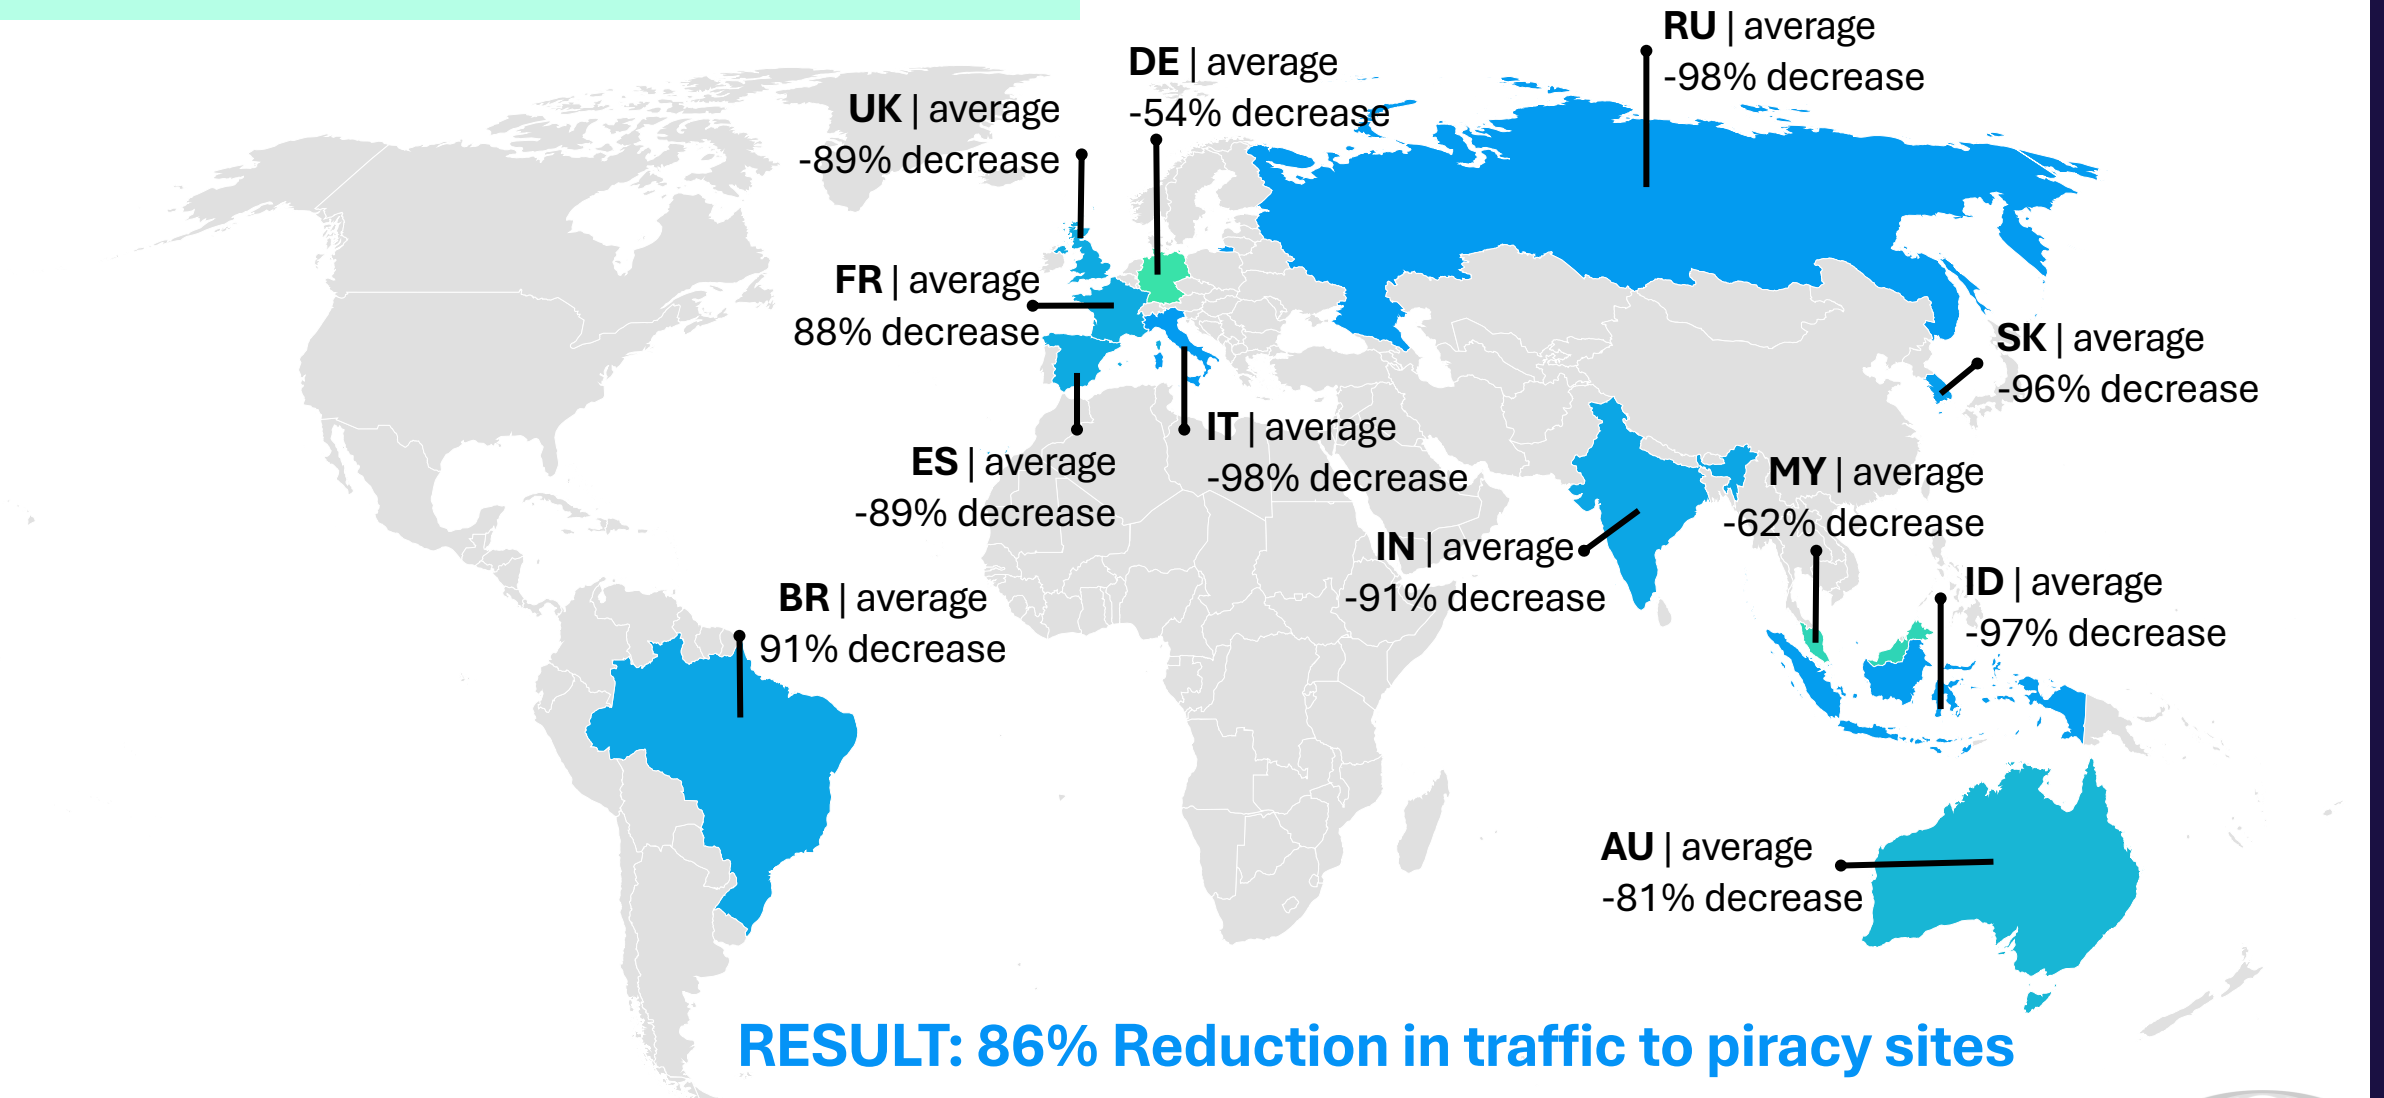 RU | average
-98% decrease
DE | average
-54% decrease
UK | average
-89% decrease
FR | average
88% decrease
SK | average
-96% decrease
IT | average
-98% decrease
ES | average
-89% decrease
MY | average
-62% decrease
IN | average
-91% decrease
ID | average
-97% decrease
BR | average
91% decrease
AU | average
-81% decrease
RESULT: 86% Reduction in traffic to piracy sites